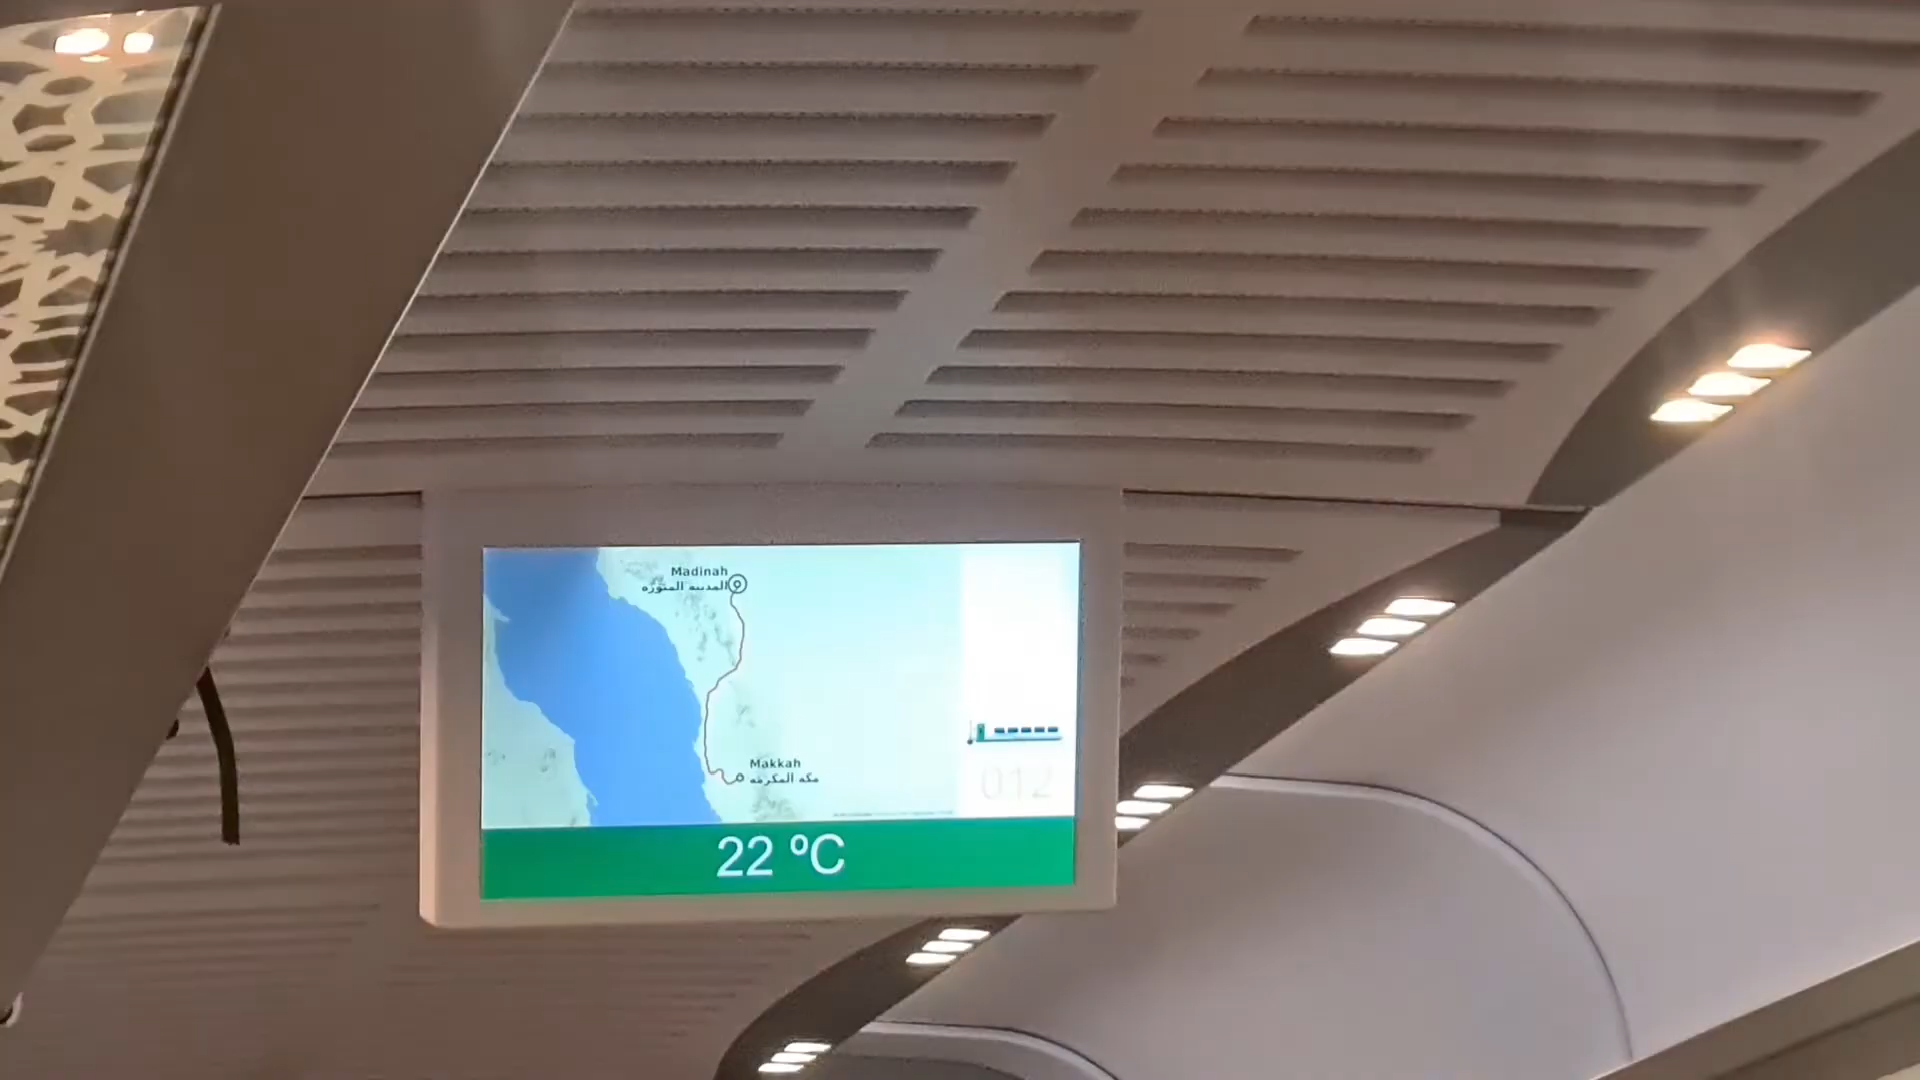 Madinah
المدينة المنورة
Makkah
مكة المكرمة
012
22 ºC